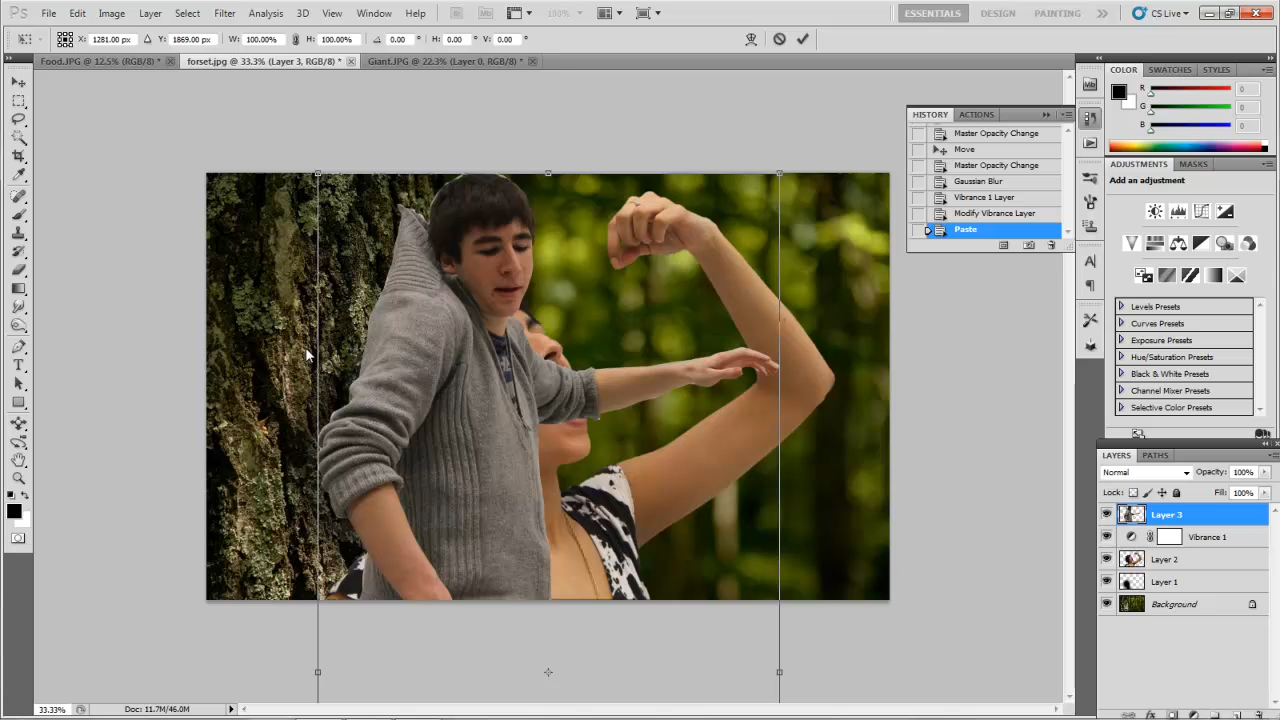 Ps File Edit Image Layer Select Filter Analysis 3D View Window Help Mb 100% ESSENTIALS DESIGN PAINTING CS Live
X: 1281.00 px Y: 1869.00 px W: 100.00% H: 100.00% 0.00 ° H: 0.00 ° V: 0.00 °
Food.JPG @ 12.5% (RGB/8) * forset.jpg @ 33.3% (Layer 3, RGB/8) * Giant.JPG @ 22.3% (Layer 0, RGB/8) *
COLOR SWATCHES STYLES
R 0
G 0
B 0
HISTORY ACTIONS
Master Opacity Change
Move
Master Opacity Change
Gaussian Blur
Vibrance 1 Layer
Modify Vibrance Layer
Paste
ADJUSTMENTS MASKS
Add an adjustment
Levels Presets
Curves Presets
Exposure Presets
Hue/Saturation Presets
Black & White Presets
Channel Mixer Presets
Selective Color Presets
LAYERS PATHS
Normal Opacity: 100%
Lock: Fill: 100%
Layer 3
Vibrance 1
Layer 2
Layer 1
Background
33.33% Doc: 11.7M/46.0M